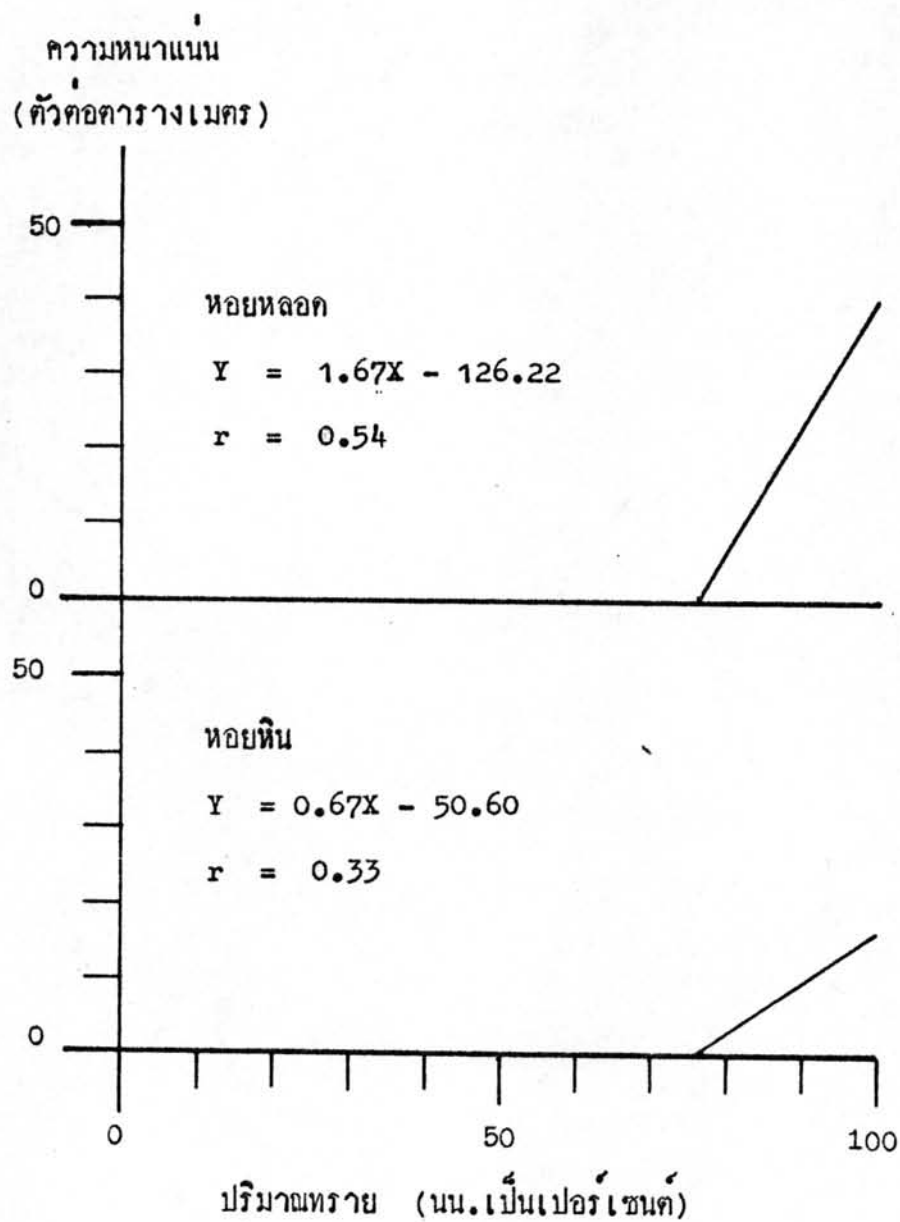 ความหนาแน่น
(ตัวต่อตารางเมตร)
50
หอยหลอด
Y = 1.67X - 126.22
r = 0.54
0
50
หอยหิน
Y = 0.67X - 50.60
r = 0.33
0
0 50 100
ปริมาณทราย (นน.เป็นเปอร์เซนต์)